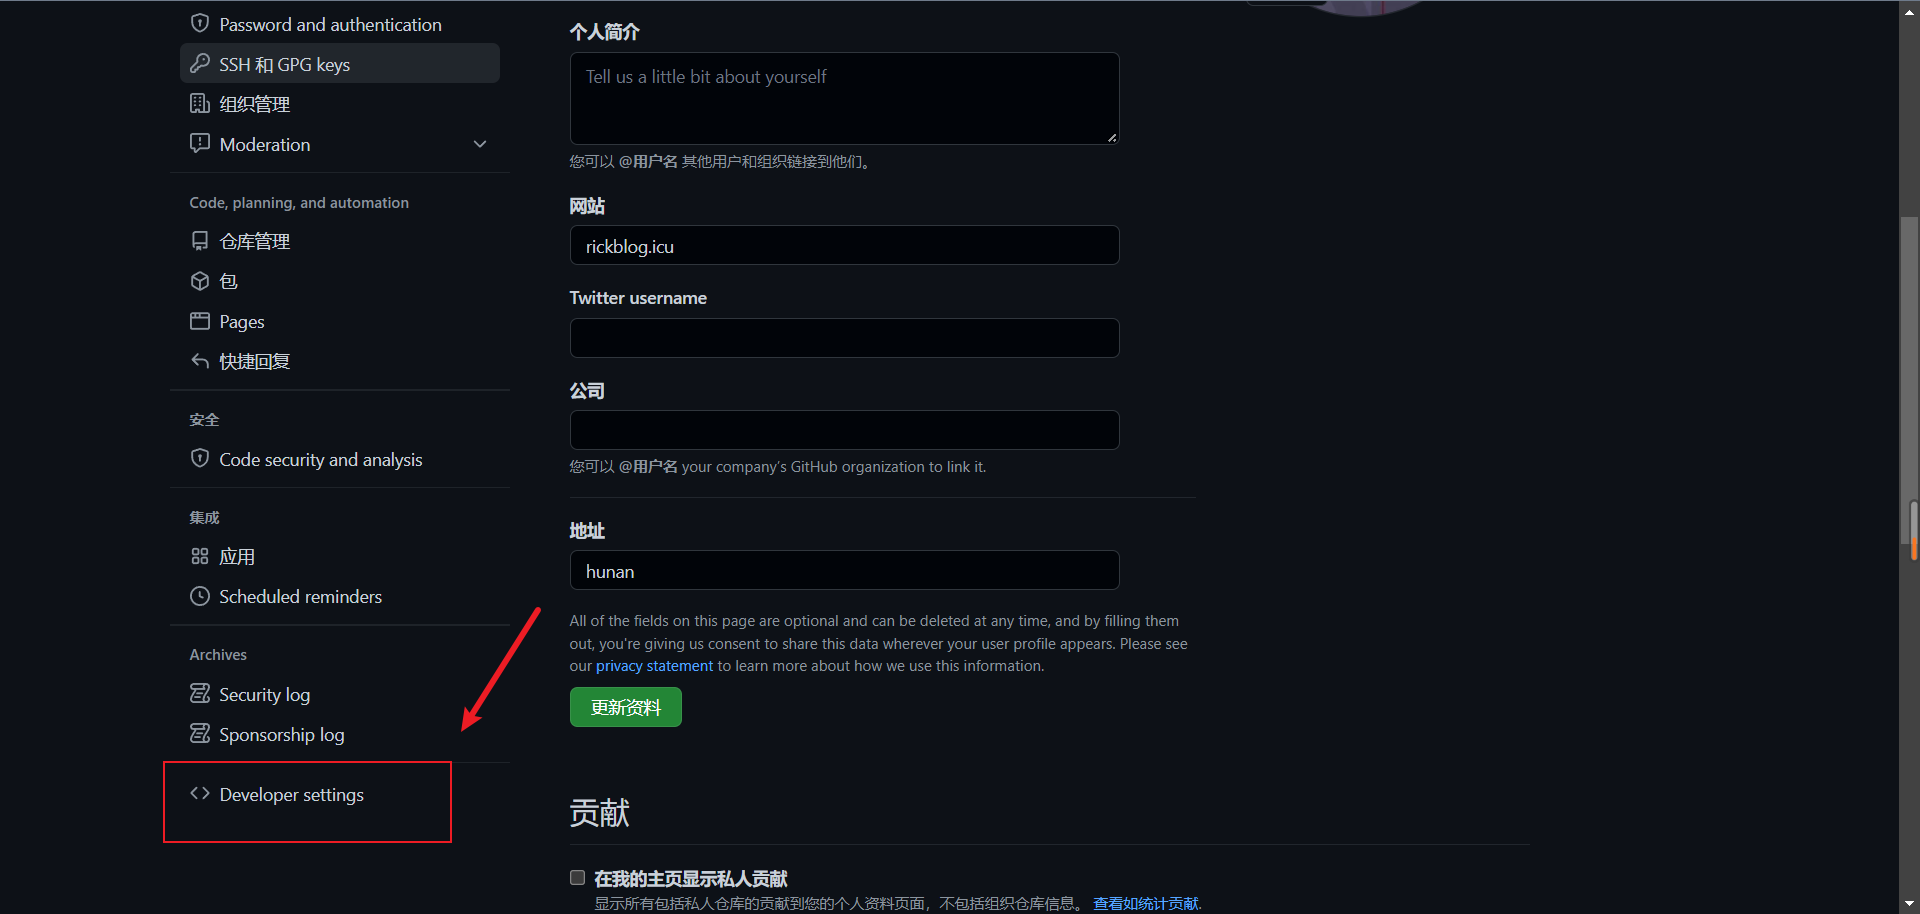 Password and authentication
SSH 和 GPG keys
组织管理
Moderation
Code, planning, and automation
仓库管理
包
Pages
快捷回复
安全
Code security and analysis
集成
应用
Scheduled reminders
Archives
Security log
Sponsorship log
Developer settings
个人简介
Tell us a little bit about yourself
您可以 @用户名 其他用户和组织链接到他们。
网站
rickblog.icu
Twitter username
公司
您可以 @用户名 your company's GitHub organization to link it.
地址
hunan
All of the fields on this page are optional and can be deleted at any time, and by filling them
out, you're giving us consent to share this data wherever your user profile appears. Please see
our privacy statement to learn more about how we use this information.
更新资料
贡献
在我的主页显示私人贡献
显示所有包括私人仓库的贡献到您的个人资料页面，不包括组织仓库信息。 查看如统计贡献.